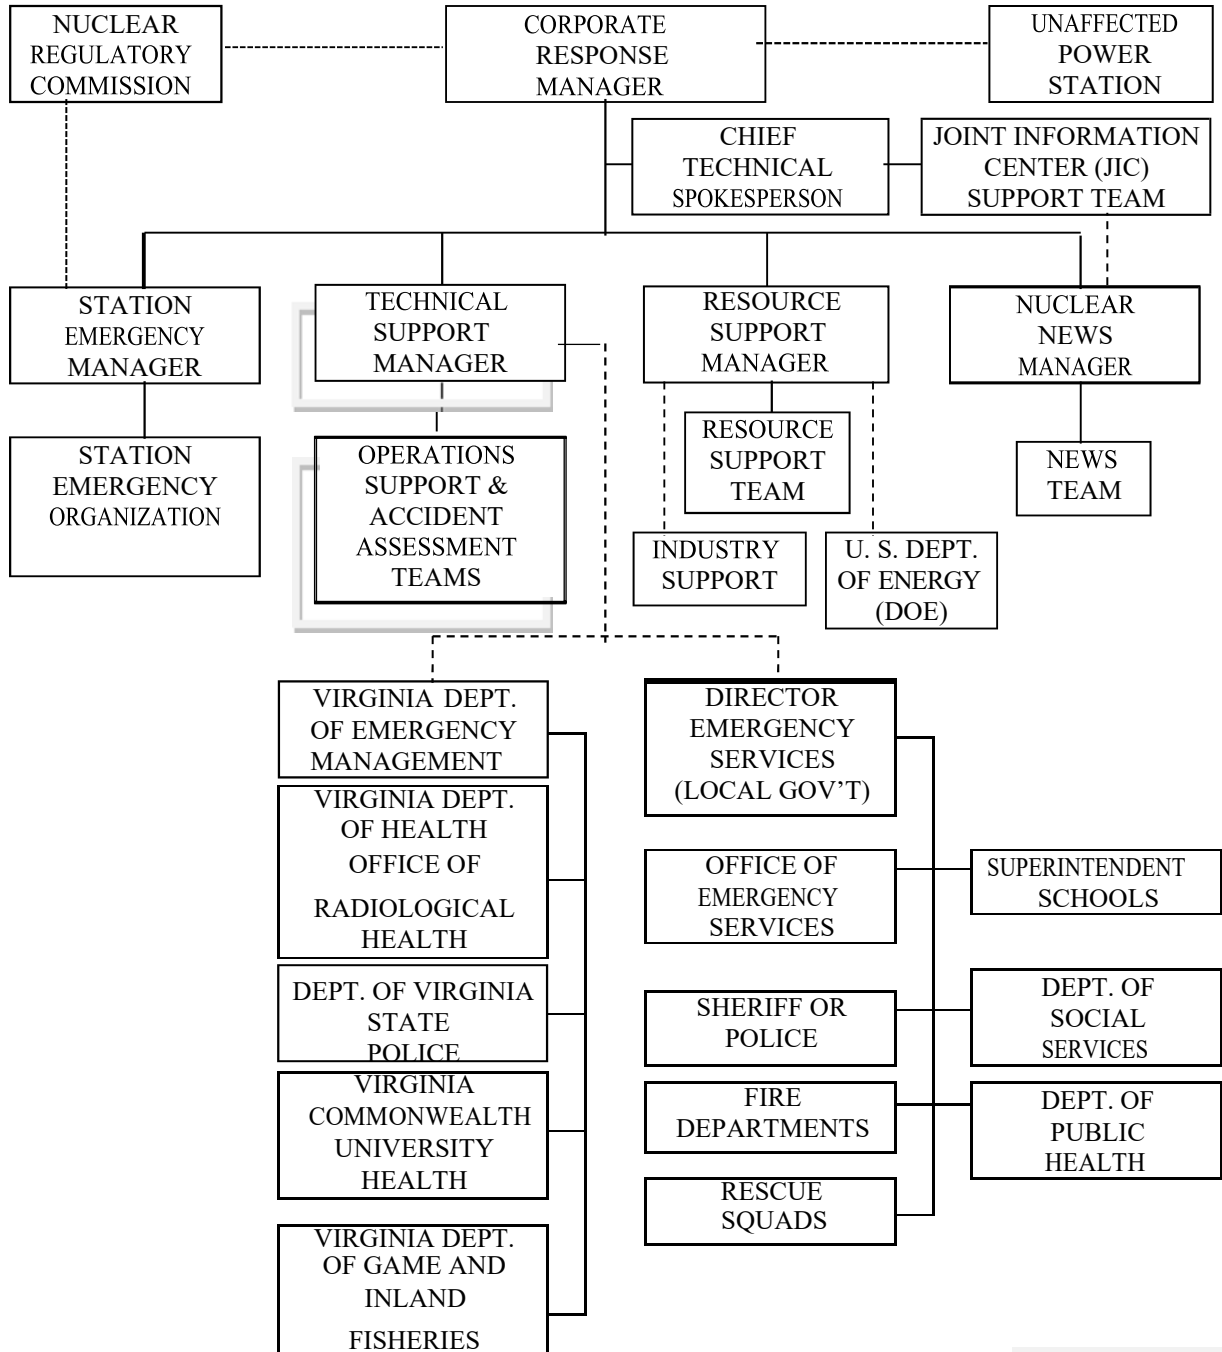 NUCLEAR
REGULATORY
COMMISSION
CORPORATE
RESPONSE
MANAGER
UNAFFECTED
POWER
STATION
CHIEF
TECHNICAL
SPOKESPERSON
JOINT INFORMATION
CENTER (JIC)
SUPPORT TEAM
STATION
EMERGENCY
MANAGER
TECHNICAL
SUPPORT
MANAGER
RESOURCE
SUPPORT
MANAGER
NUCLEAR
NEWS
MANAGER
STATION
EMERGENCY
ORGANIZATION
OPERATIONS
SUPPORT &
ACCIDENT
ASSESSMENT
TEAMS
RESOURCE
SUPPORT
TEAM
NEWS
TEAM
INDUSTRY
SUPPORT
U. S. DEPT.
OF ENERGY
(DOE)
VIRGINIA DEPT.
OF EMERGENCY
MANAGEMENT
VIRGINIA DEPT.
OF HEALTH
OFFICE OF
RADIOLOGICAL
HEALTH
DEPT. OF VIRGINIA
STATE
POLICE
VIRGINIA
COMMONWEALTH
UNIVERSITY
HEALTH
VIRGINIA DEPT.
OF GAME AND
INLAND
FISHERIES
DIRECTOR
EMERGENCY
SERVICES
(LOCAL GOV’T)
OFFICE OF
EMERGENCY
SERVICES
SUPERINTENDENT
SCHOOLS
SHERIFF OR
POLICE
DEPT. OF
SOCIAL
SERVICES
FIRE
DEPARTMENTS
DEPT. OF
PUBLIC
HEALTH
RESCUE
SQUADS